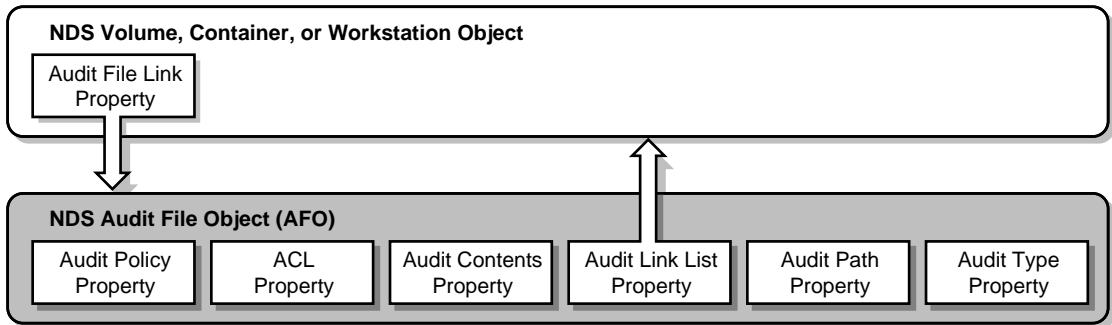 NDS Volume, Container, or Workstation Object
Audit File Link
Property
NDS Audit File Object (AFO)
Audit Policy
Property
ACL
Property
Audit Contents
Property
Audit Link List
Property
Audit Path
Property
Audit Type
Property